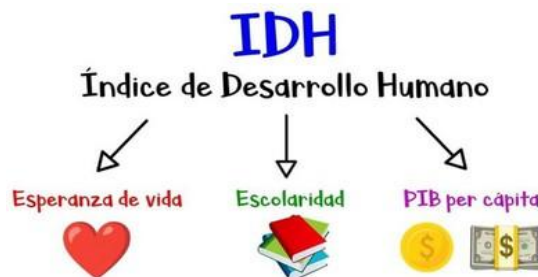 IDH
Índice de Desarrollo Humano
Esperanza de vida
Escolaridad
PIB per cápita
$
$